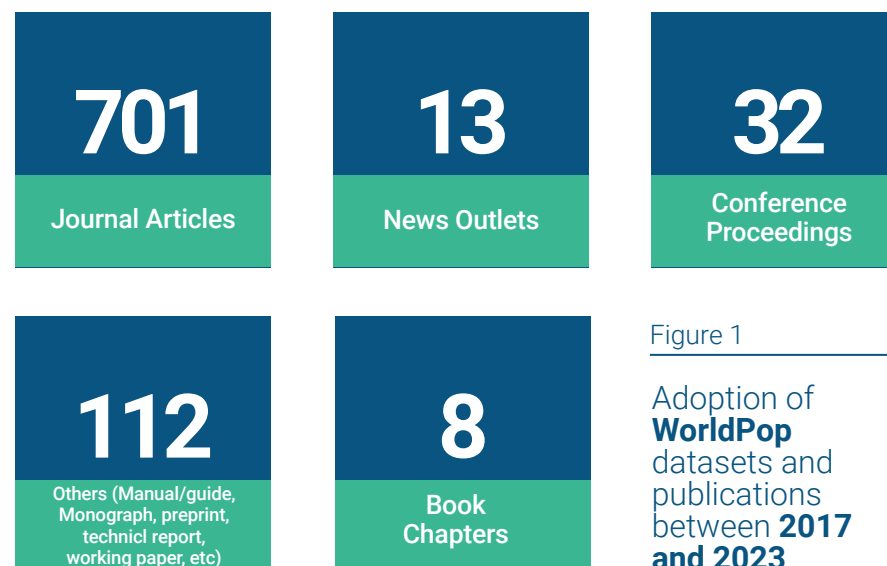 701
Journal Articles
13
News Outlets
32
Conference
Proceedings
112
Others (Manual/guide,
Monograph, preprint,
technicl report,
working paper, etc)
8
Book
Chapters
Figure 1
Adoption of
WorldPop
datasets and
publications
between 2017
and 2023